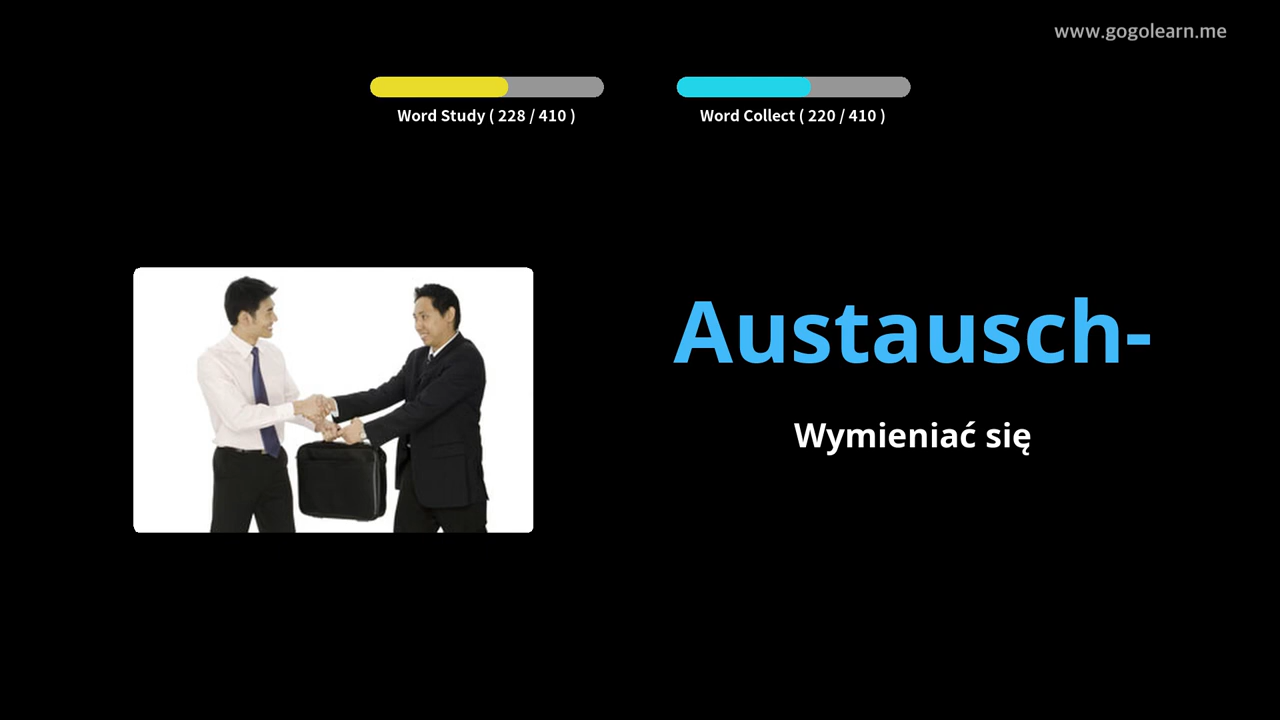 www.gogolearn.me
Word Study ( 228 / 410 )
Word Collect ( 220 / 410 )
Austausch-
Wymieniać się